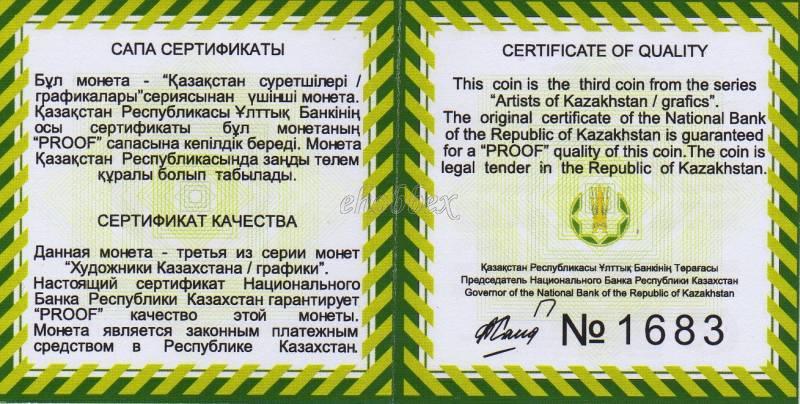 САПА СЕРТИФИКАТЫ
Бұл монета - “Қазақстан суретшілері /
графикалары”сериясынан үшінші монета.
Қазақстан Республикасы Ұлттық Банкінің
осы сертификаты бұл монетаның
“PROOF” сапасына кепілдік береді. Монета
Қазақстан Республикасында заңды төлем
құралы болып табылады.
СЕРТИФИКАТ КАЧЕСТВА
Данная монета - третья из серии монет
“Художники Казахстана / графики”.
Настоящий сертификат Национального
Банка Республики Казахстан гарантирует
“PROOF” качество этой монеты.
Монета является законным платежным
средством в Республике Казахстан.
CERTIFICATE OF QUALITY
This coin is the third coin from the series
“Artists of Kazakhstan / grafics”.
The original certificate of the National Bank
of the Republic of Kazakhstan is guaranteed
for a “PROOF” quality of this coin.The coin is
legal tender in the Republic of Kazakhstan.
Қазақстан Республикасы Ұлттық Банкінің Төрағасы
Председатель Национального Банка Республики Казахстан
Governor of the National Bank of the Republic of Kazakhstan
№ 1683